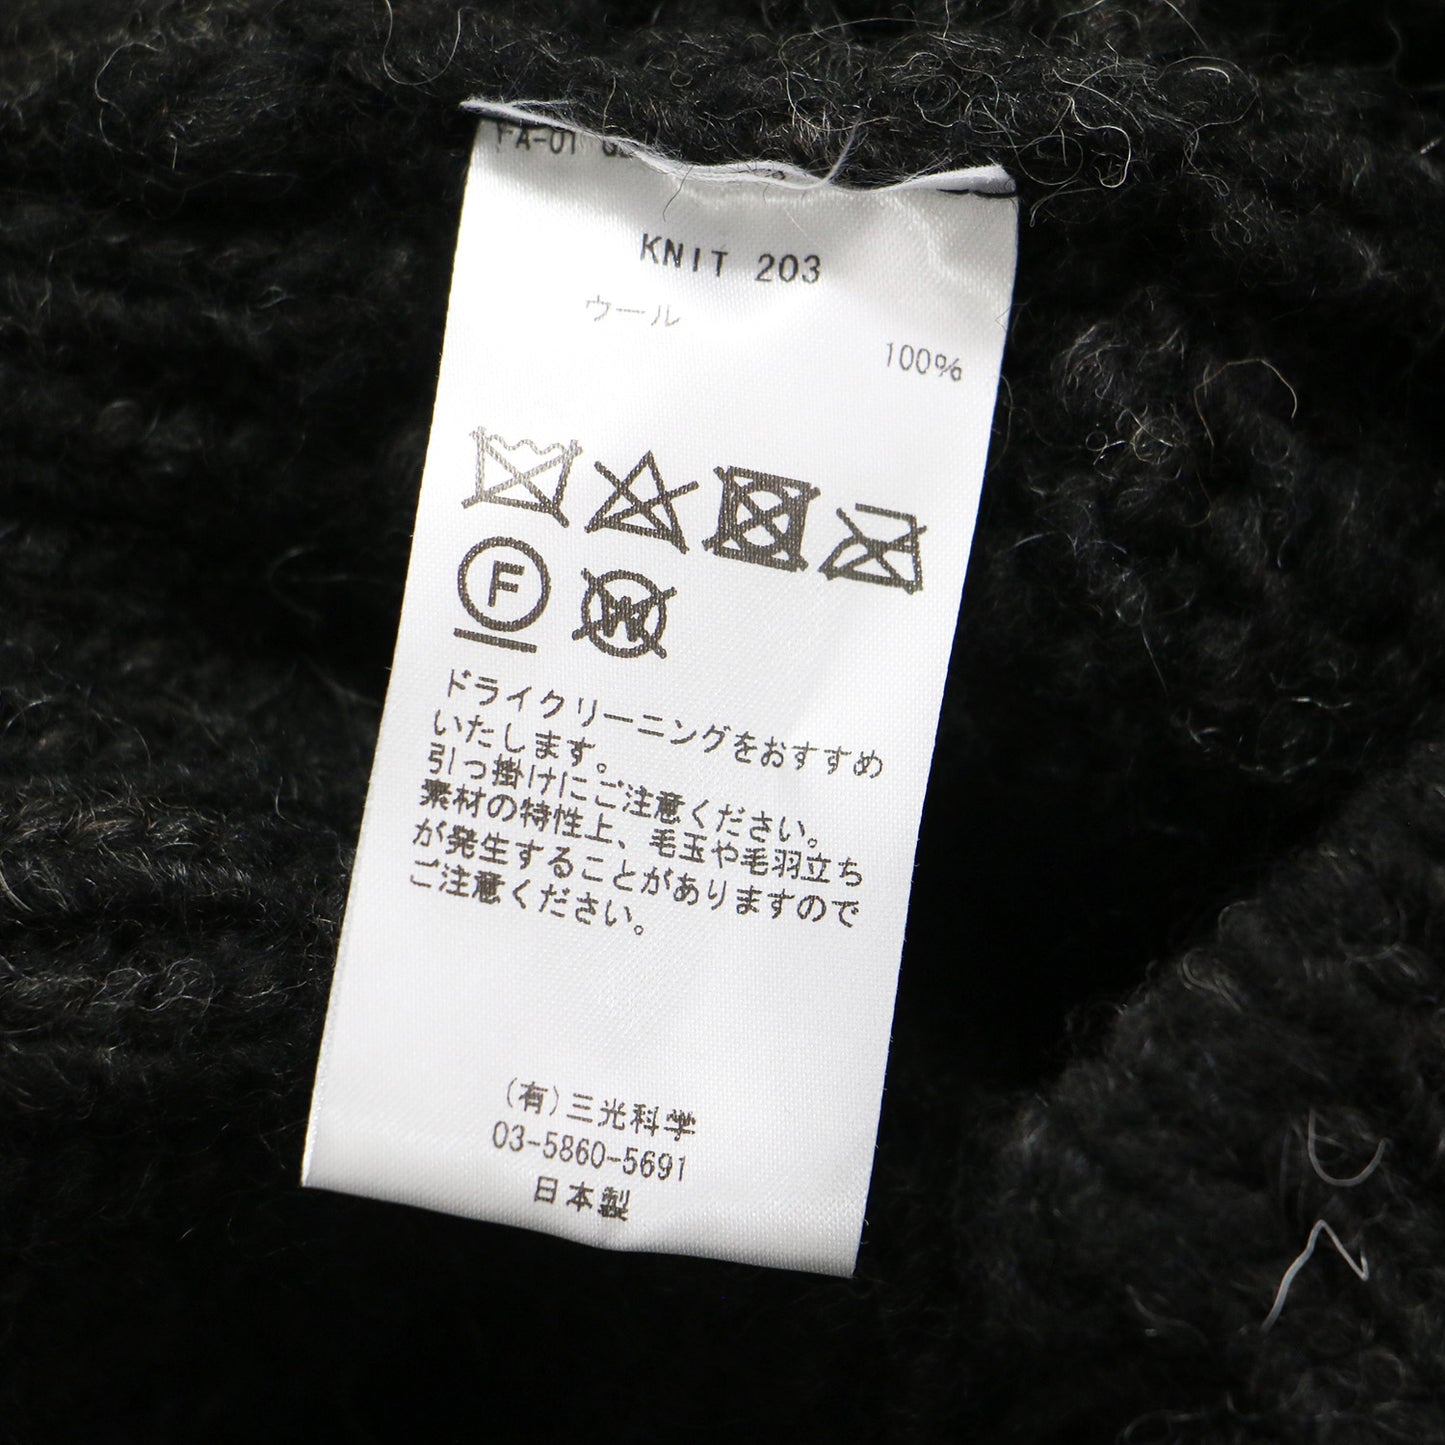 KNIT 203
ウール
100%
F
W
ドライクリーニングをおすすめ
いたします。
引っ掛けにご注意ください。
素材の特性上、毛玉や毛羽立ち
が発生することがありますので
ご注意ください。
(有)三光科学
03-5860-5691
日本製